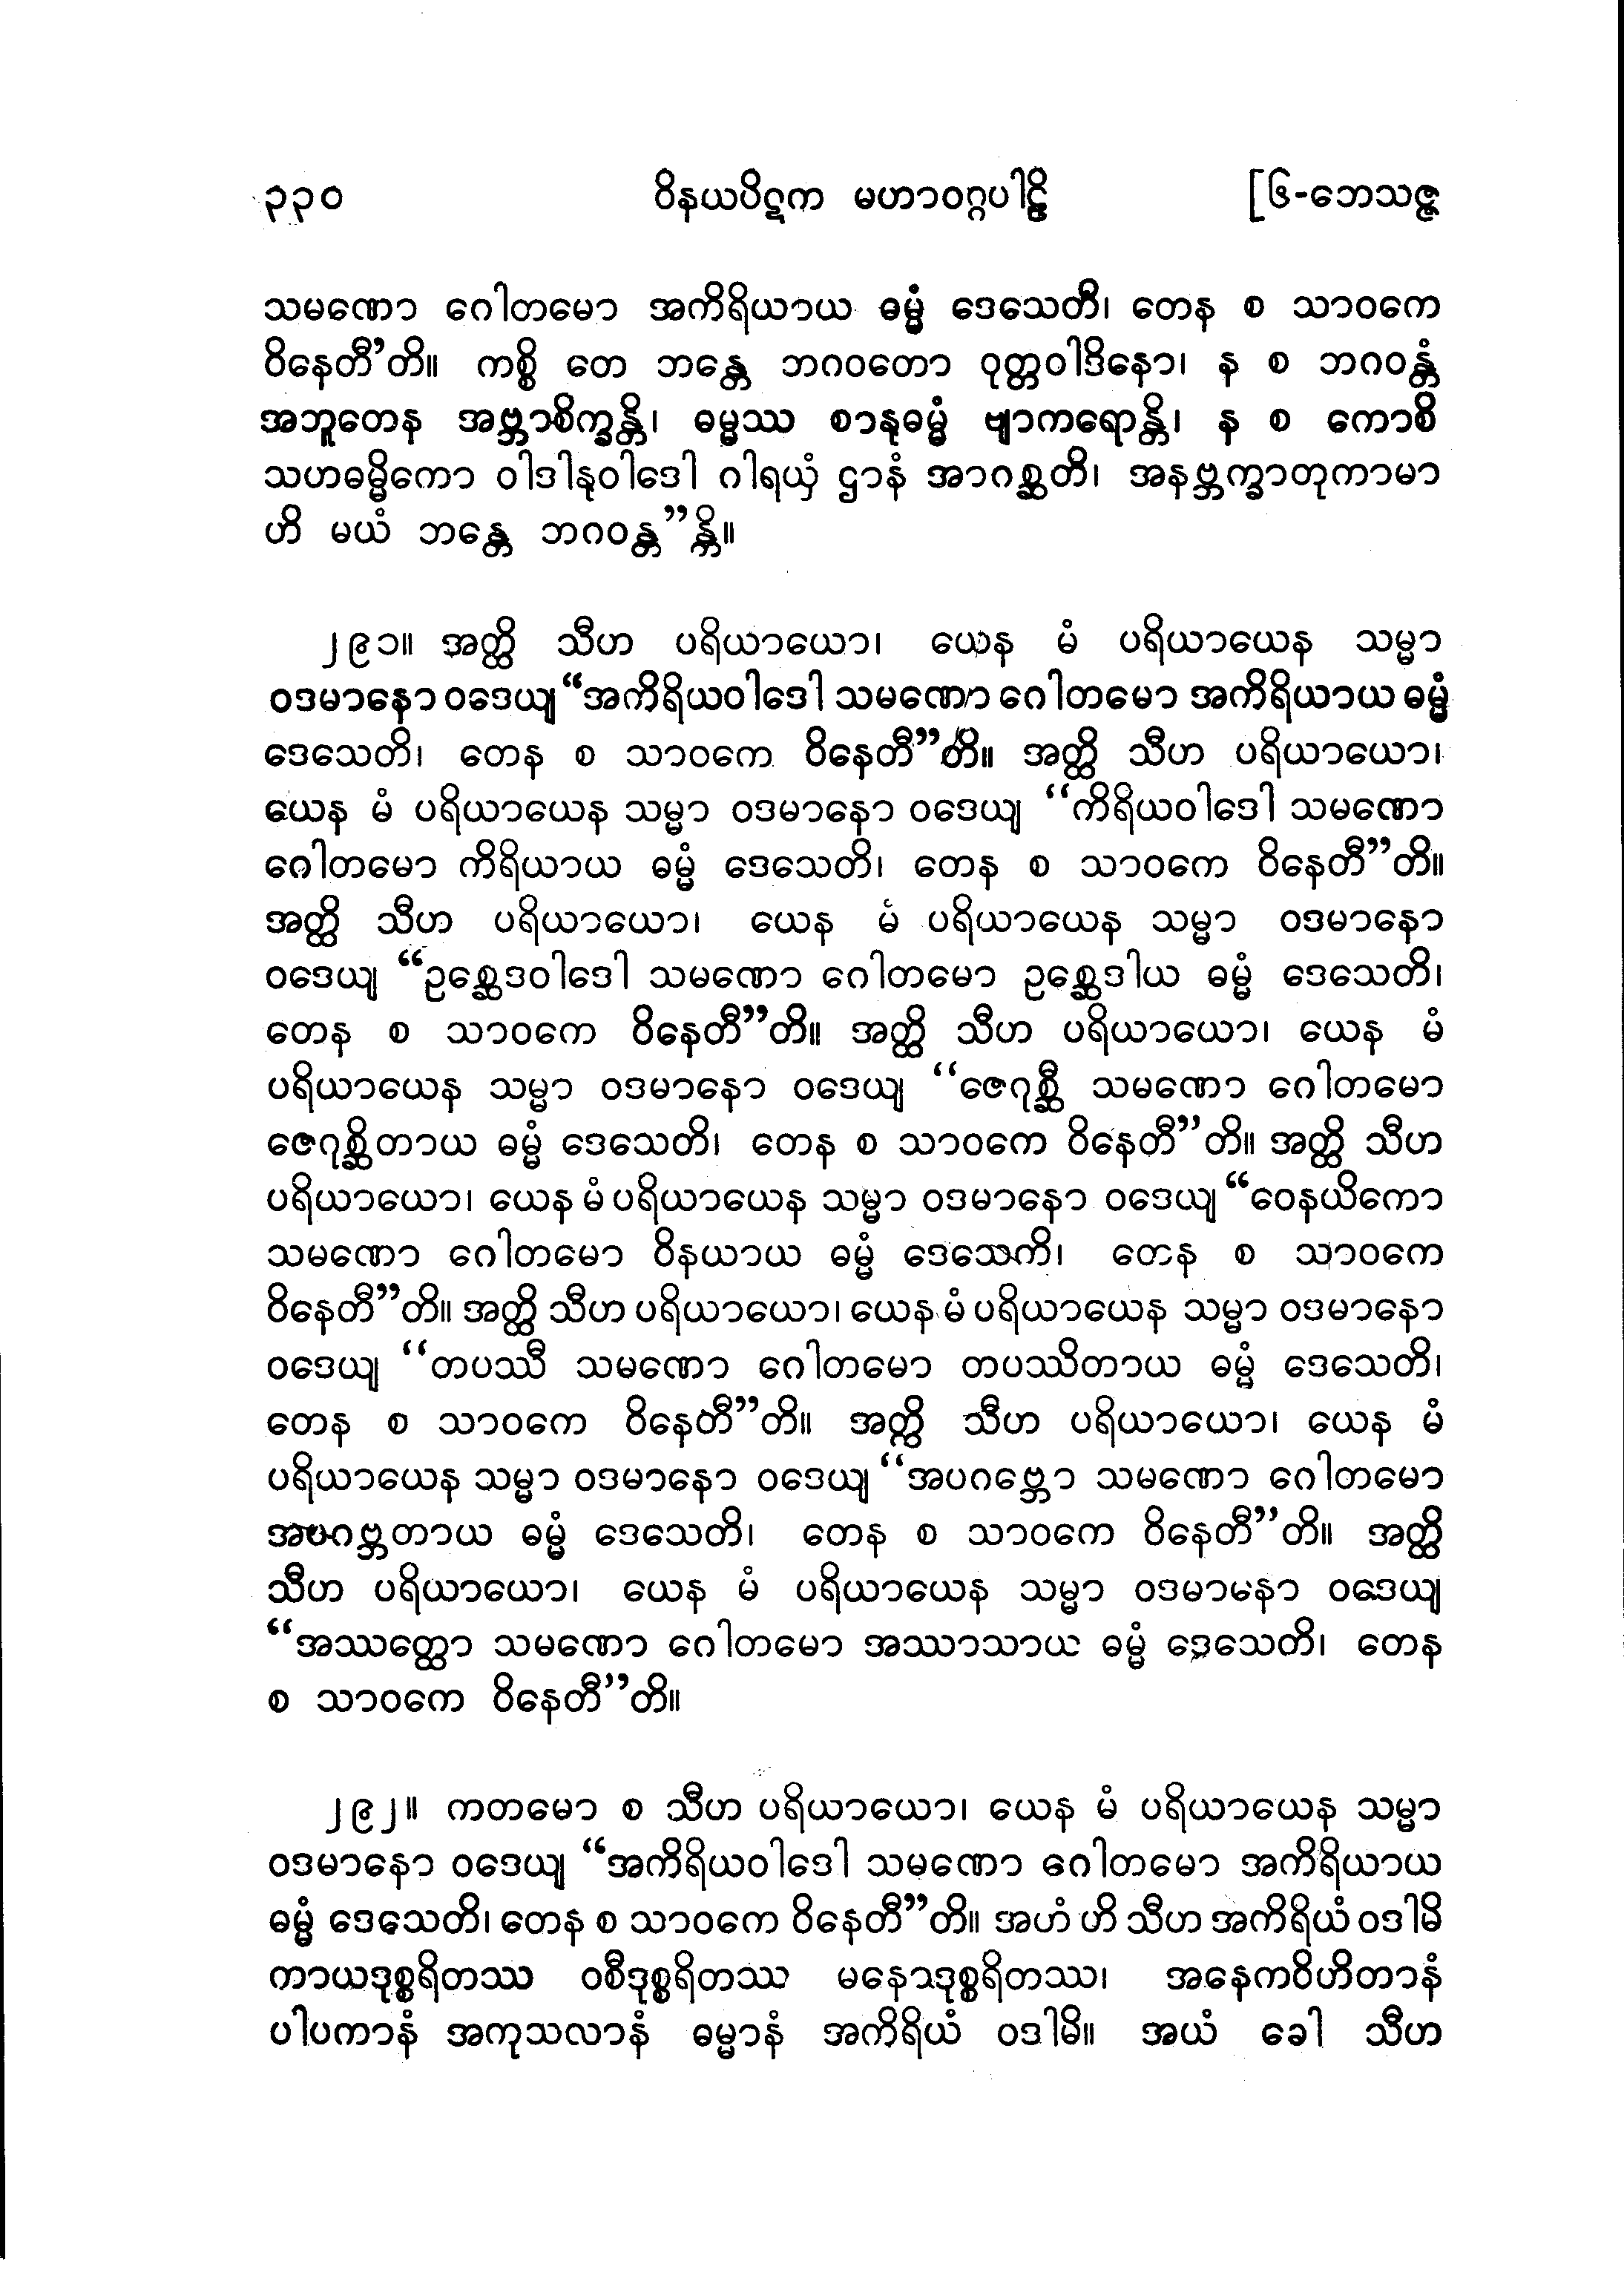 ၃၃၀ ဝိနယပိဋက မဟာဝဂ္ဂပါဠိ [၆-ဘေသဇ္ဇ
သမဏော ဂေါတမော အကိရိယာယ ဓမ္မံ ဒေသေတိ၊ တေန စ သာဝကေ
ဝိနေတီ’တိ။ ကစ္စိ တေ ဘန္တေ ဘဂဝတော ဝုတ္တဝါဒိနော၊ န စ ဘဂဝန္တံ
အဘူတေန အဗ္ဘာစိက္ခန္တိ၊ ဓမ္မဿ စာနုဓမ္မံ ဗျာကရောန္တိ၊ န စ ကောစိ
သဟဓမ္မိကော ဝါဒါနုဝါဒေါ ဂါရယှံ ဌာနံ အာဂစ္ဆတိ၊ အနဗ္ဘက္ခာတုကာမာ
ဟိ မယံ ဘန္တေ ဘဂဝန္တ”န္တိ။
၂၉၁။ အတ္ထိ သီဟ ပရိယာယော၊ ယေန မံ ပရိယာယေန သမ္မာ
ဝဒမာနော ဝဒေယျ “အကိရိယဝါဒေါ သမဏော ဂေါတမော အကိရိယာယ ဓမ္မံ
ဒေသေတိ၊ တေန စ သာဝကေ ဝိနေတီ”တိ။ အတ္ထိ သီဟ ပရိယာယော၊
ယေန မံ ပရိယာယေန သမ္မာ ဝဒမာနော ဝဒေယျ “ကိရိယဝါဒေါ သမဏော
ဂေါတမော ကိရိယာယ ဓမ္မံ ဒေသေတိ၊ တေန စ သာဝကေ ဝိနေတီ”တိ။
အတ္ထိ သီဟ ပရိယာယော၊ ယေန မံ ပရိယာယေန သမ္မာ ဝဒမာနော
ဝဒေယျ “ဥစ္ဆေဒဝါဒေါ သမဏော ဂေါတမော ဥစ္ဆေဒါယ ဓမ္မံ ဒေသေတိ၊
တေန စ သာဝကေ ဝိနေတီ”တိ။ အတ္ထိ သီဟ ပရိယာယော၊ ယေန မံ
ပရိယာယေန သမ္မာ ဝဒမာနော ဝဒေယျ “ဇေဂုစ္ဆီ သမဏော ဂေါတမော
ဇေဂုစ္ဆိတာယ ဓမ္မံ ဒေသေတိ၊ တေန စ သာဝကေ ဝိနေတီ”တိ။ အတ္ထိ သီဟ
ပရိယာယော၊ ယေန မံ ပရိယာယေန သမ္မာ ဝဒမာနော ဝဒေယျ “ဝေနယိကော
သမဏော ဂေါတမော ဝိနယာယ ဓမ္မံ ဒေသေတိ၊ တေန စ သာဝကေ
ဝိနေတီ”တိ။ အတ္ထိ သီဟ ပရိယာယော၊ ယေန မံ ပရိယာယေန သမ္မာ ဝဒမာနော
ဝဒေယျ “တပဿီ သမဏော ဂေါတမော တပဿိတာယ ဓမ္မံ ဒေသေတိ၊
တေန စ သာဝကေ ဝိနေတီ”တိ။ အတ္ထိ သီဟ ပရိယာယော၊ ယေန မံ
ပရိယာယေန သမ္မာ ဝဒမာနော ဝဒေယျ “အပဂဗ္ဘော သမဏော ဂေါတမော
အပဂဗ္ဘတာယ ဓမ္မံ ဒေသေတိ၊ တေန စ သာဝကေ ဝိနေတီ”တိ။ အတ္ထိ
သီဟ ပရိယာယော၊ ယေန မံ ပရိယာယေန သမ္မာ ဝဒမာနော ဝဒေယျ
“အဿတ္ထော သမဏော ဂေါတမော အဿာသာယ ဓမ္မံ ဒေသေတိ၊ တေန
စ သာဝကေ ဝိနေတီ”တိ။
၂၉၂။ ကတမော စ သီဟ ပရိယာယော၊ ယေန မံ ပရိယာယေန သမ္မာ
ဝဒမာနော ဝဒေယျ “အကိရိယဝါဒေါ သမဏော ဂေါတမော အကိရိယာယ
ဓမ္မံ ဒေသေတိ၊ တေန စ သာဝကေ ဝိနေတီ”တိ။ အဟံ ဟိ သီဟ အကိရိယံ ဝဒါမိ
ကာယဒုစ္စရိတဿ ဝစီဒုစ္စရိတဿ မနောဒုစ္စရိတဿ၊ အနေကဝိဟိတာနံ
ပါပကာနံ အကုသလာနံ ဓမ္မာနံ အကိရိယံ ဝဒါမိ။ အယံ ခေါ သီဟ